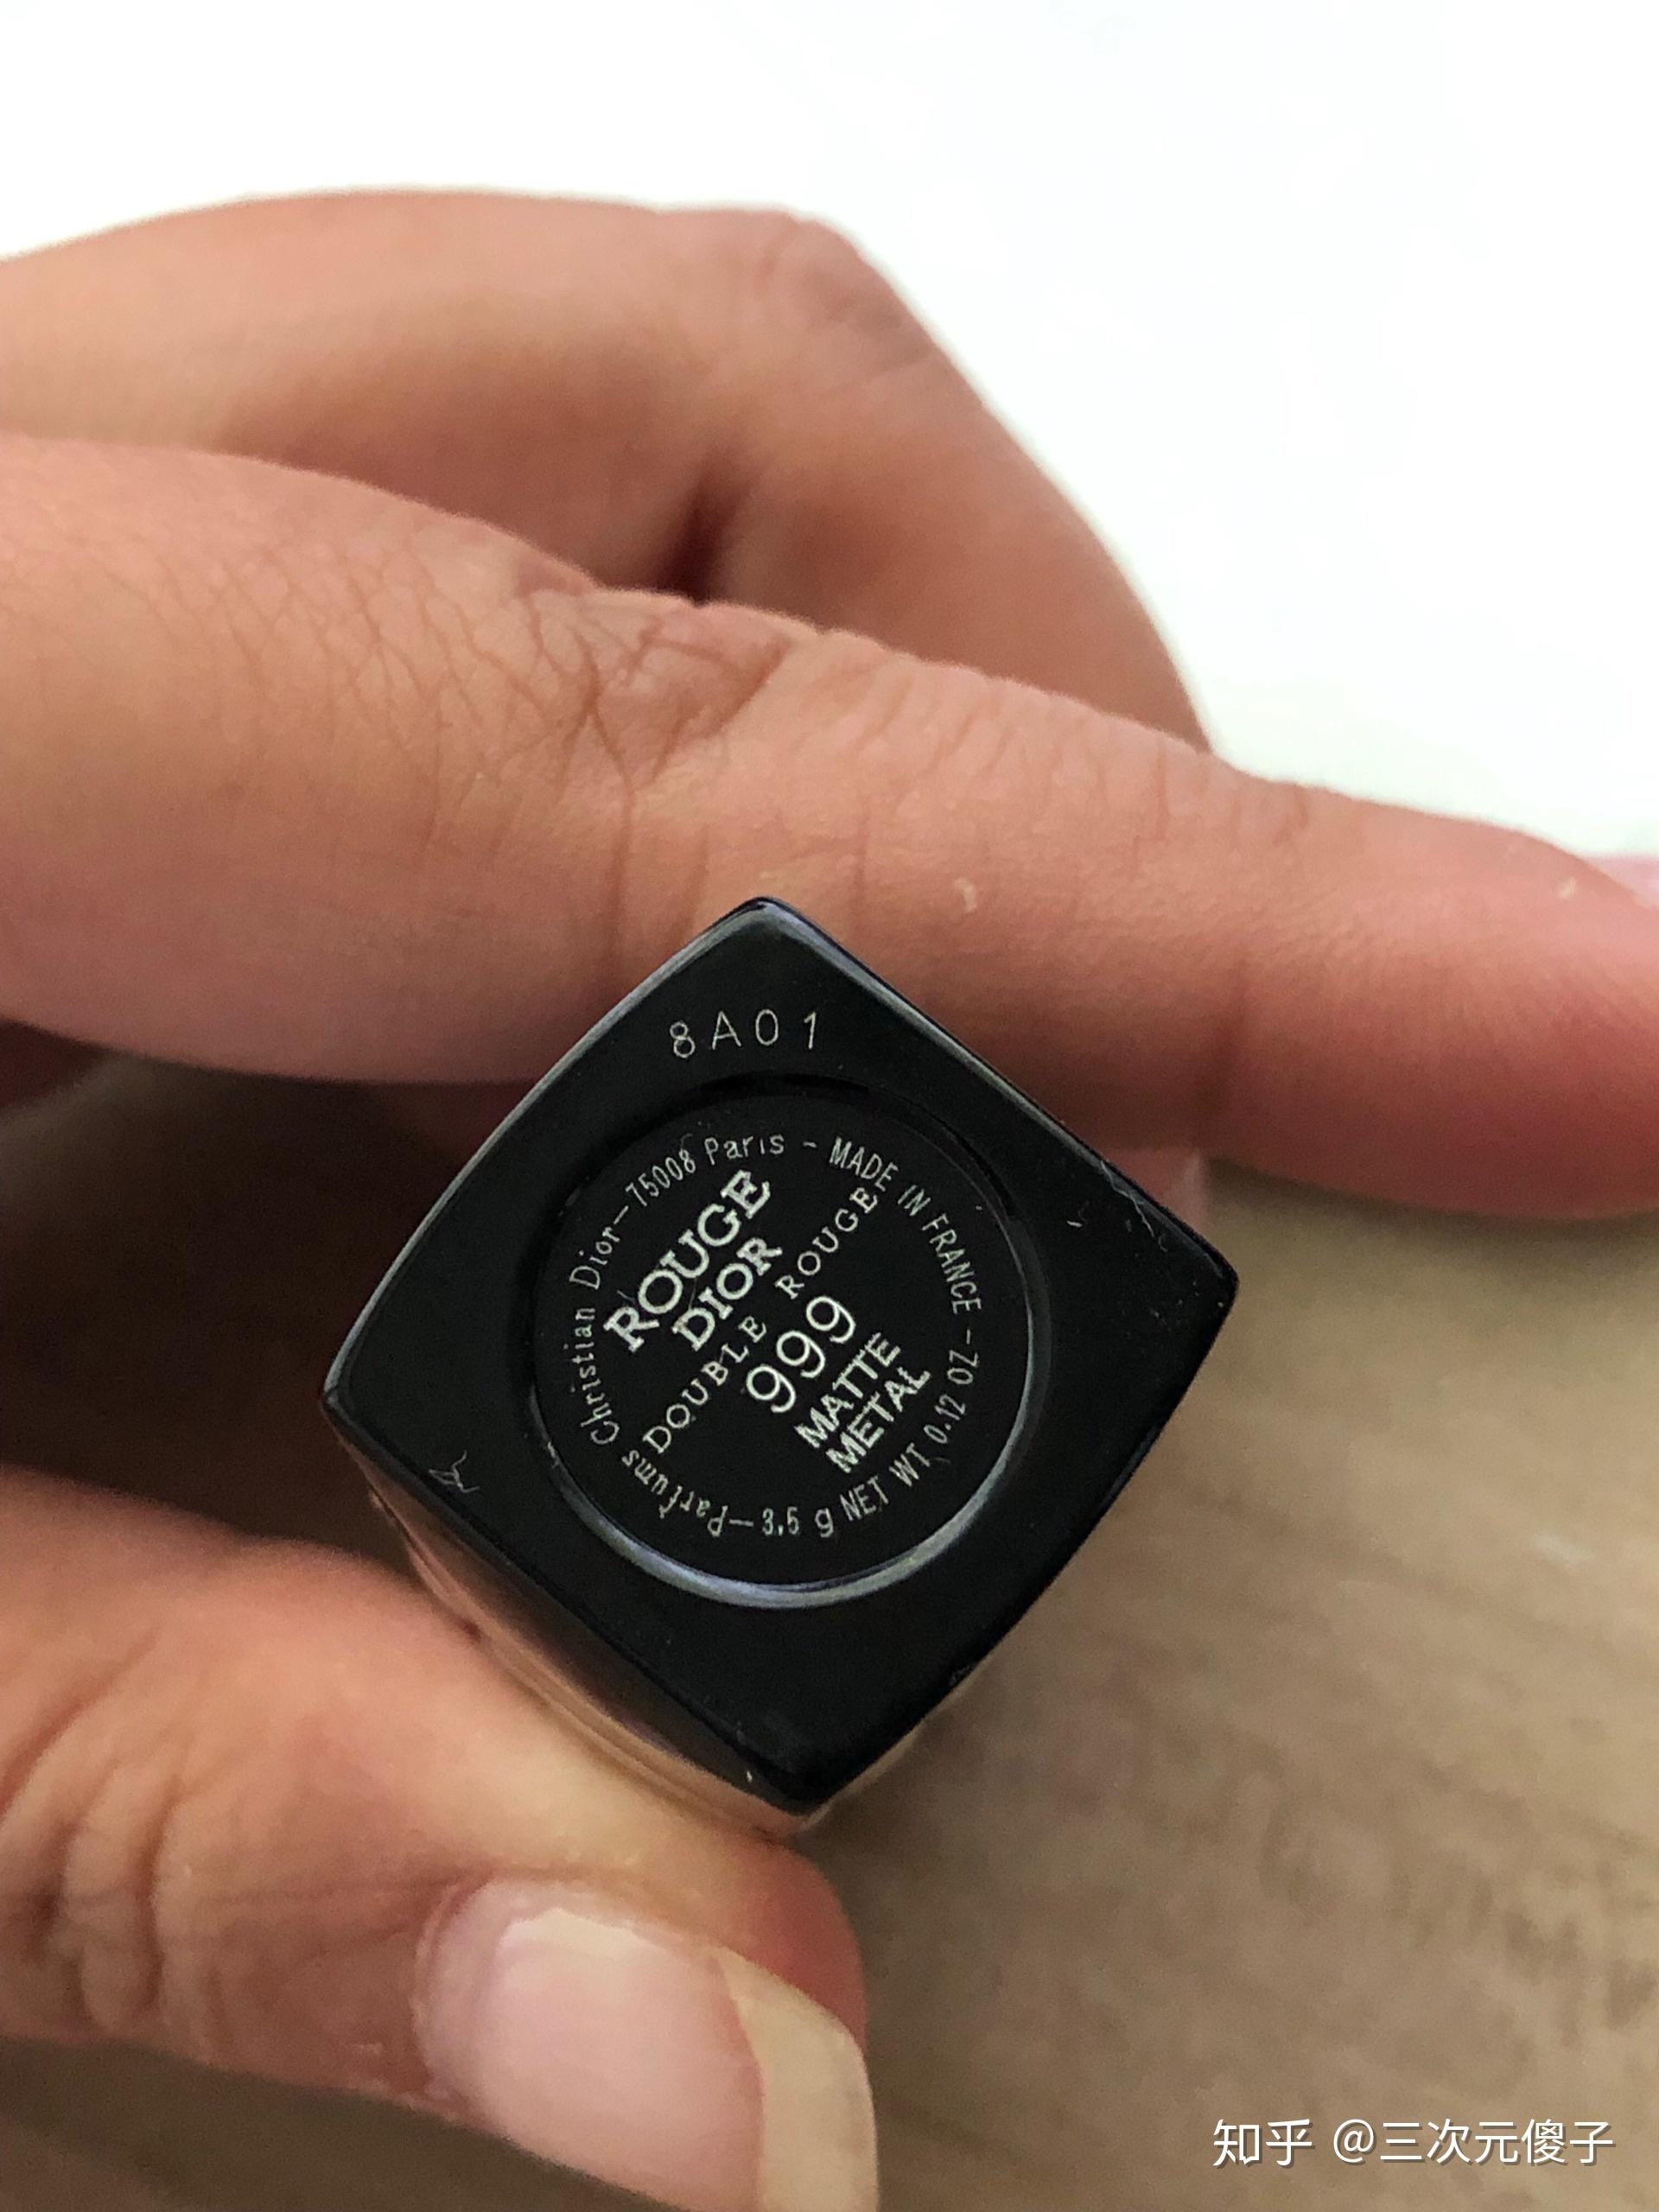 8A01
Parfums Christian Dior—75008 Paris - MADE IN FRANCE - 3.5 g NET WT 0.12 OZ -
ROUGE
DIOR
DOUBLE ROUGE
999
MATTE
METAL
知乎 @三次元傻子